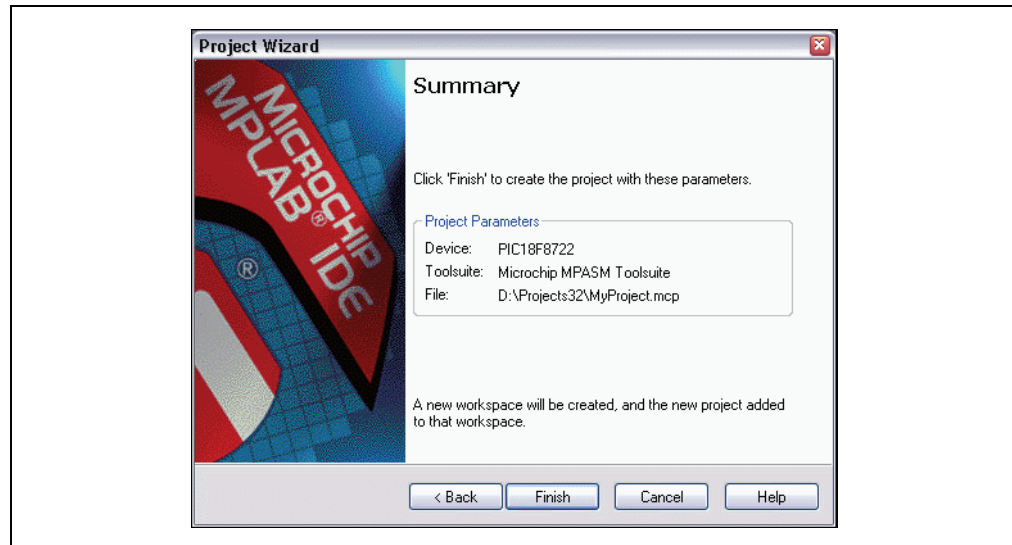 Project Wizard
MICROCHIP
MPLAB® IDE
®
Summary
Click 'Finish' to create the project with these parameters.
Project Parameters
Device: PIC18F8722
Toolsuite: Microchip MPASM Toolsuite
File: D:\Projects32\MyProject.mcp
A new workspace will be created, and the new project added
to that workspace.
< Back Finish Cancel Help